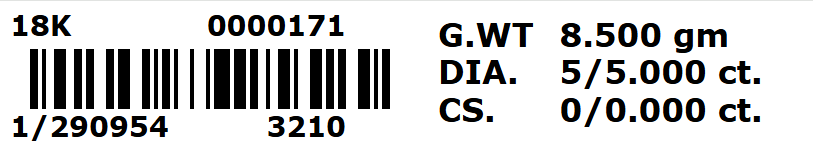 18K 0000171
1/290954 3210
G.WT 8.500 gm
DIA. 5/5.000 ct.
CS. 0/0.000 ct.